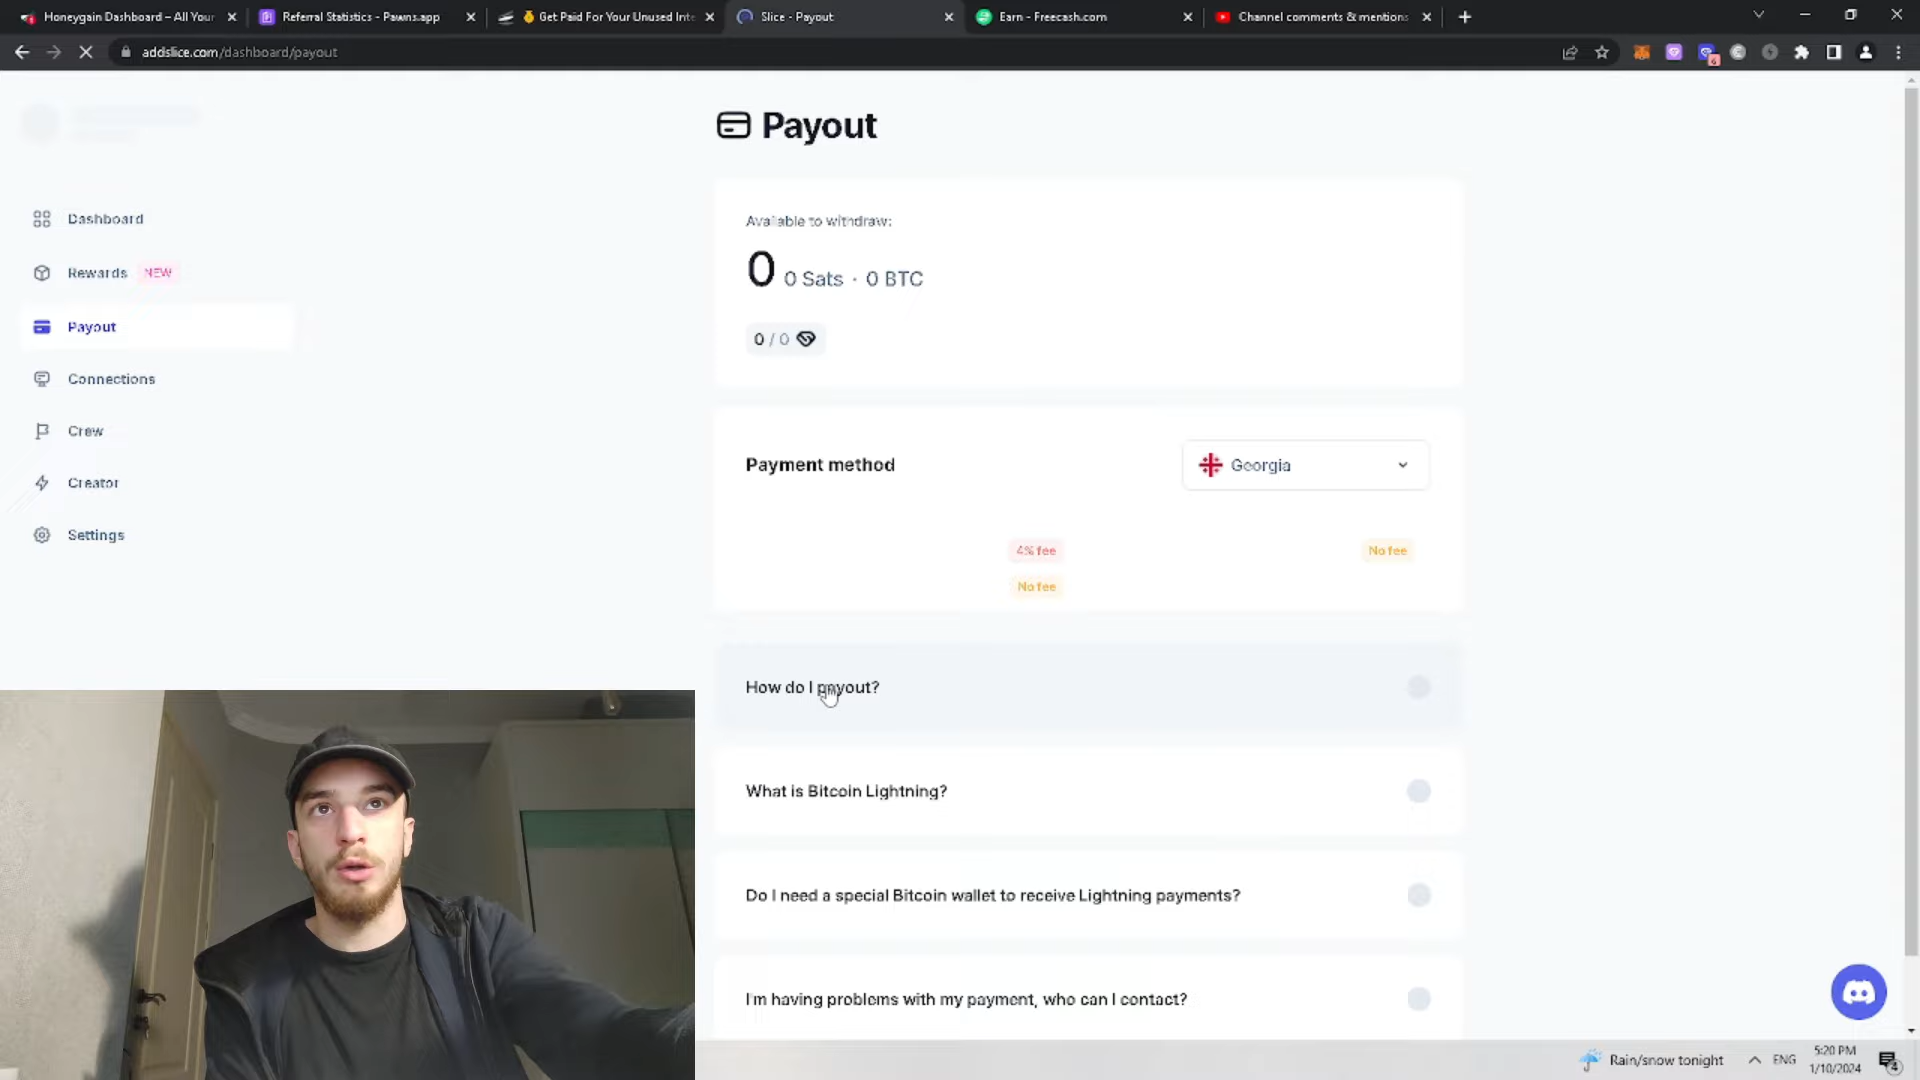 Honeygain Dashboard – All Your
Referral Statistics - Pawns.app
Get Paid For Your Unused Inte
Slice - Payout
Earn - Freecash.com
Channel comments & mentions
addslice.com/dashboard/payout
6
Payout
Available to withdraw:
0 0 Sats · 0 BTC
0 / 0
Dashboard
Rewards NEW
Payout
Connections
Crew
Creator
Settings
Payment method
Georgia
4% fee
No fee
No fee
How do I payout?
What is Bitcoin Lightning?
Do I need a special Bitcoin wallet to receive Lightning payments?
I'm having problems with my payment, who can I contact?
Rain/snow tonight
ENG
5:20 PM
1/10/2024
4